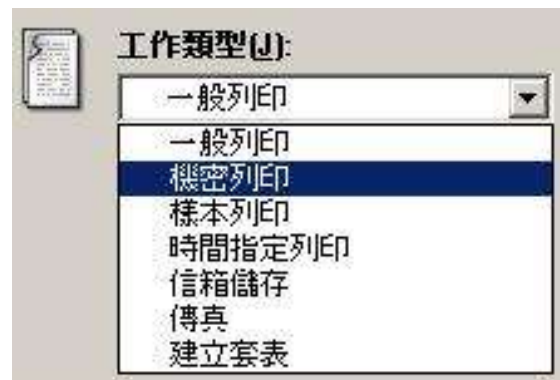 工作類型(J):
一般列印
一般列印
機密列印
樣本列印
時間指定列印
信箱儲存
傳真
建立套表